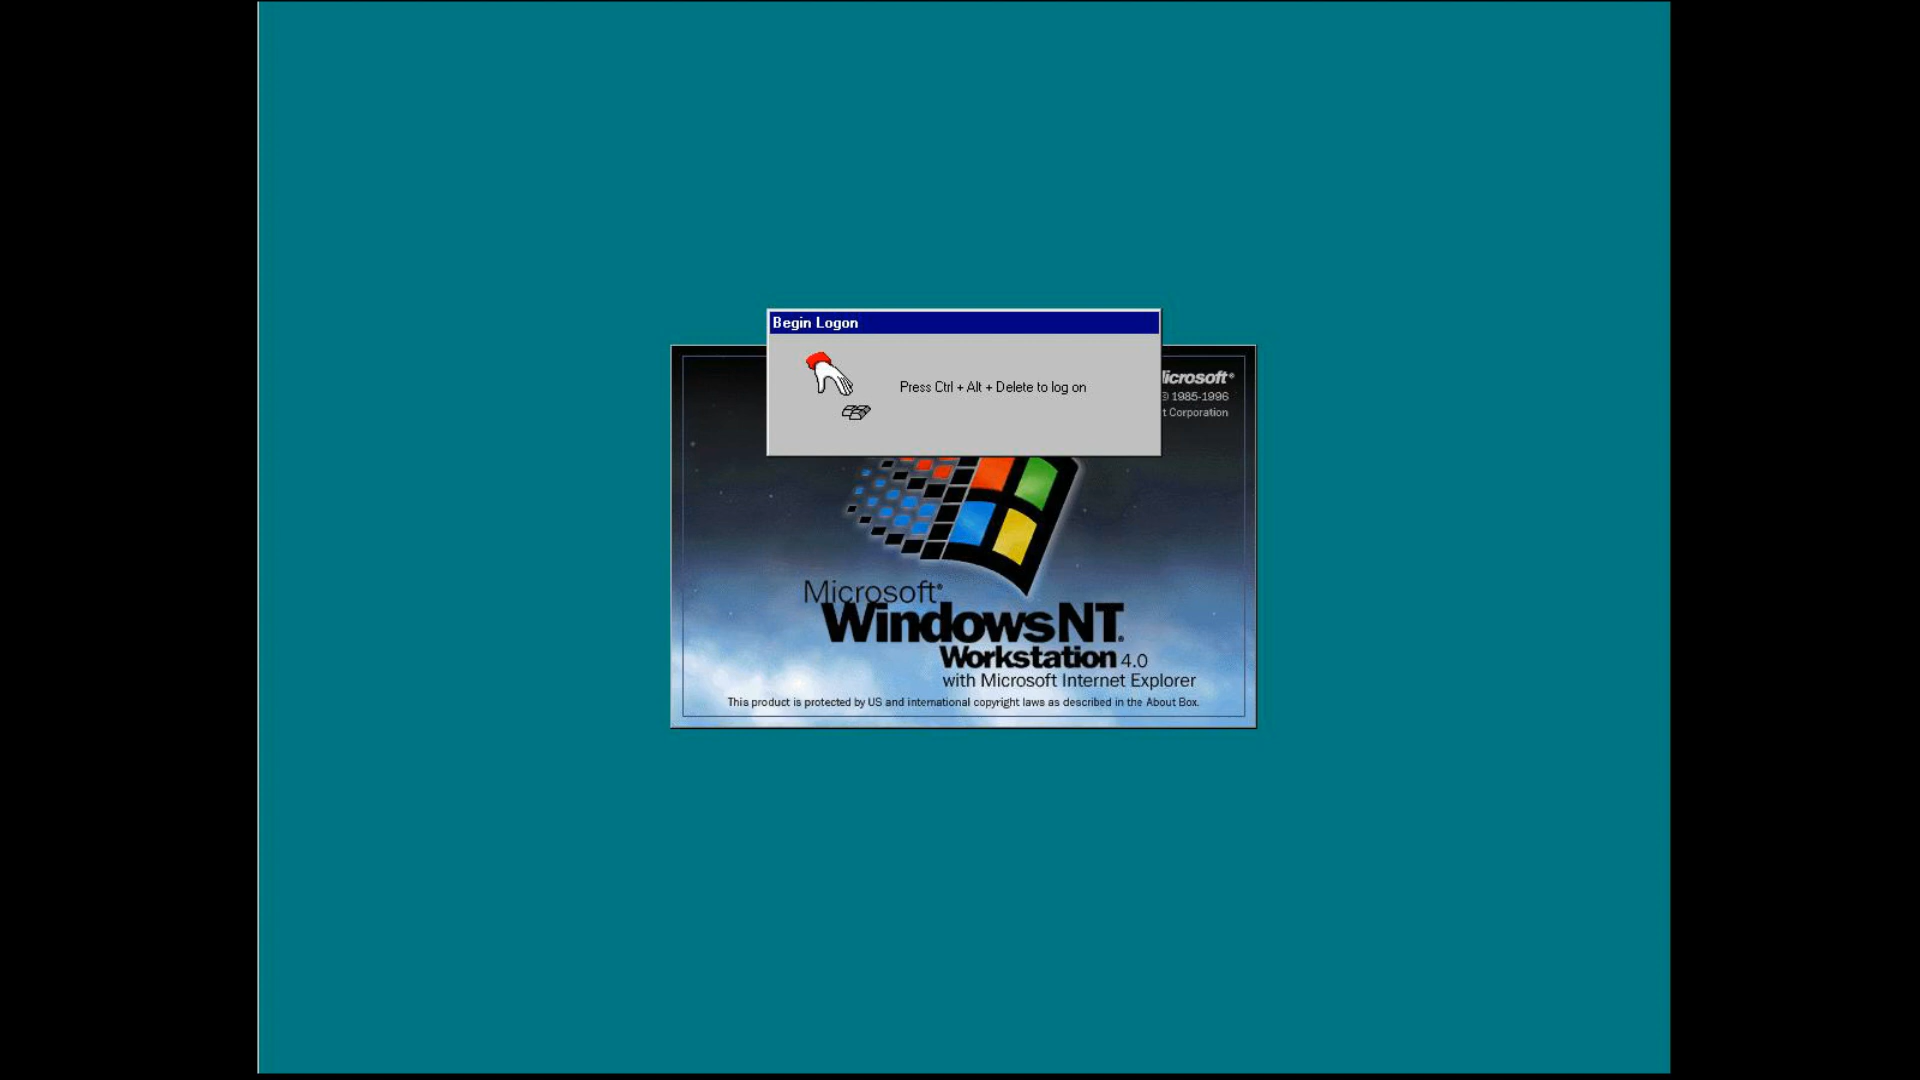 Begin Logon
Press Ctrl + Alt + Delete to log on
1985-1996
Corporation
Microsoft®
WindowsNT®
Workstation 4.0
with Microsoft Internet Explorer
This product is protected by US and international copyright laws as described in the About Box.